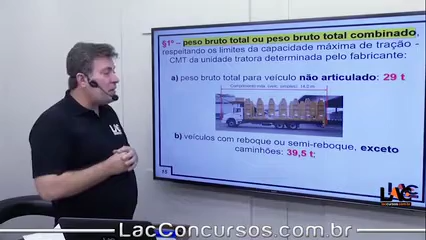 §1º – peso bruto total ou peso bruto total combinado,
respeitando os limites da capacidade máxima de tração -
CMT da unidade tratora determinada pelo fabricante:
a) peso bruto total para veículo não articulado: 29 t
b) veículos com reboque ou semi-reboque, exceto
caminhões: 39,5 t;
LAC
LacConcursos.com.br